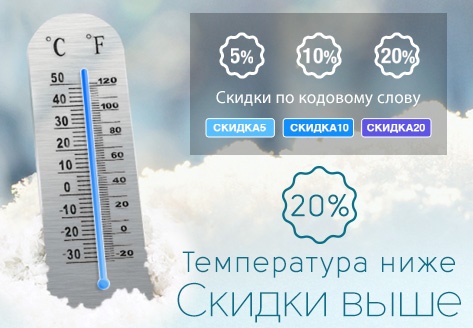 °C °F
50 120
40 100
30 80
20 60
10 40
0 20
-10 0
-20 -20
-30
5% 10% 20%
Скидки по кодовому слову
СКИДКА5 СКИДКА10 СКИДКА20
20%
Температура ниже
Скидки выше